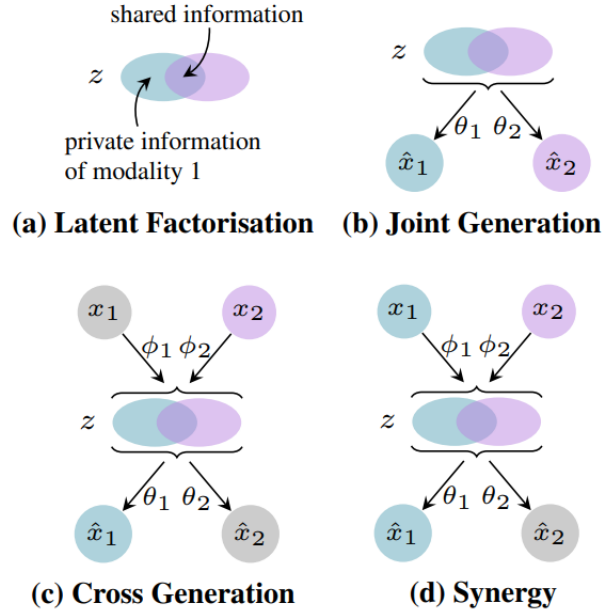 shared information
z
private information
of modality 1
(a) Latent Factorisation
z
θ₁ θ₂
x̂₁ x̂₂
(b) Joint Generation
x₁ x₂
ϕ₁ ϕ₂
z
θ₁ θ₂
x̂₁ x̂₂
(c) Cross Generation
x₁ x₂
ϕ₁ ϕ₂
z
θ₁ θ₂
x̂₁ x̂₂
(d) Synergy